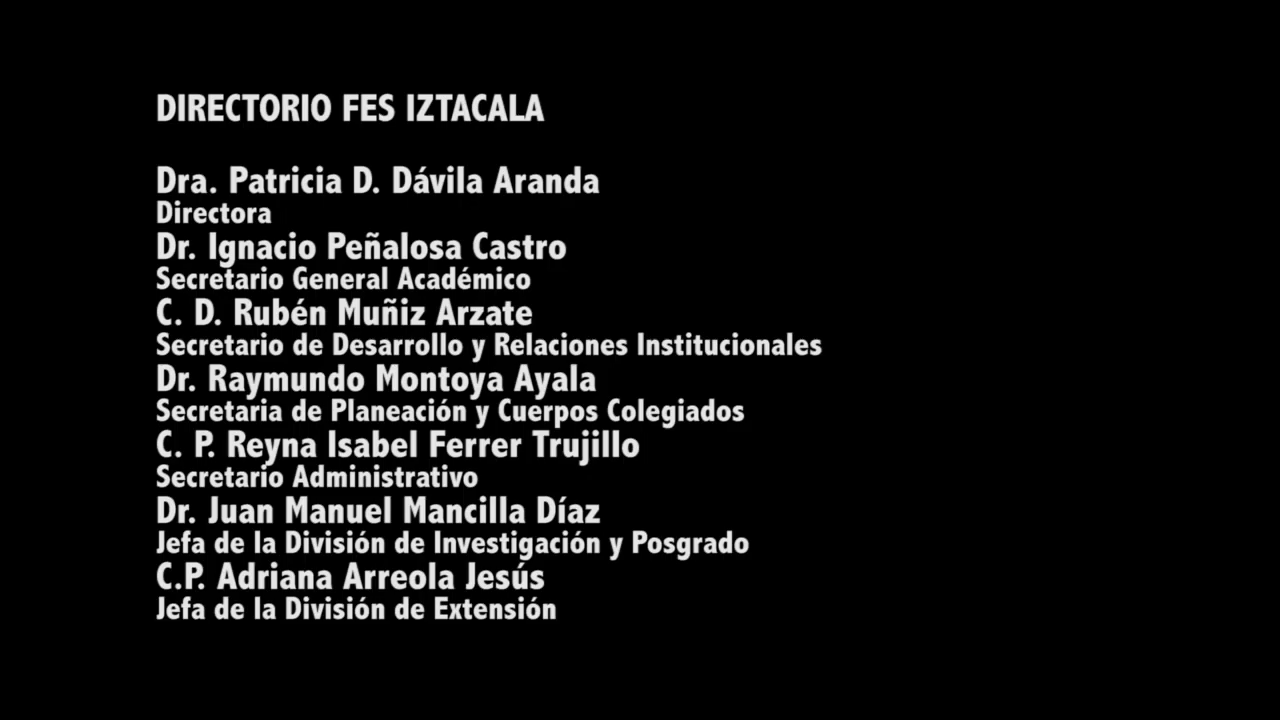 DIRECTORIO FES IZTACALA
Dra. Patricia D. Dávila Aranda
Directora
Dr. Ignacio Peñalosa Castro
Secretario General Académico
C. D. Rubén Muñiz Arzate
Secretario de Desarrollo y Relaciones Institucionales
Dr. Raymundo Montoya Ayala
Secretaria de Planeación y Cuerpos Colegiados
C. P. Reyna Isabel Ferrer Trujillo
Secretario Administrativo
Dr. Juan Manuel Mancilla Díaz
Jefa de la División de Investigación y Posgrado
C.P. Adriana Arreola Jesús
Jefa de la División de Extensión